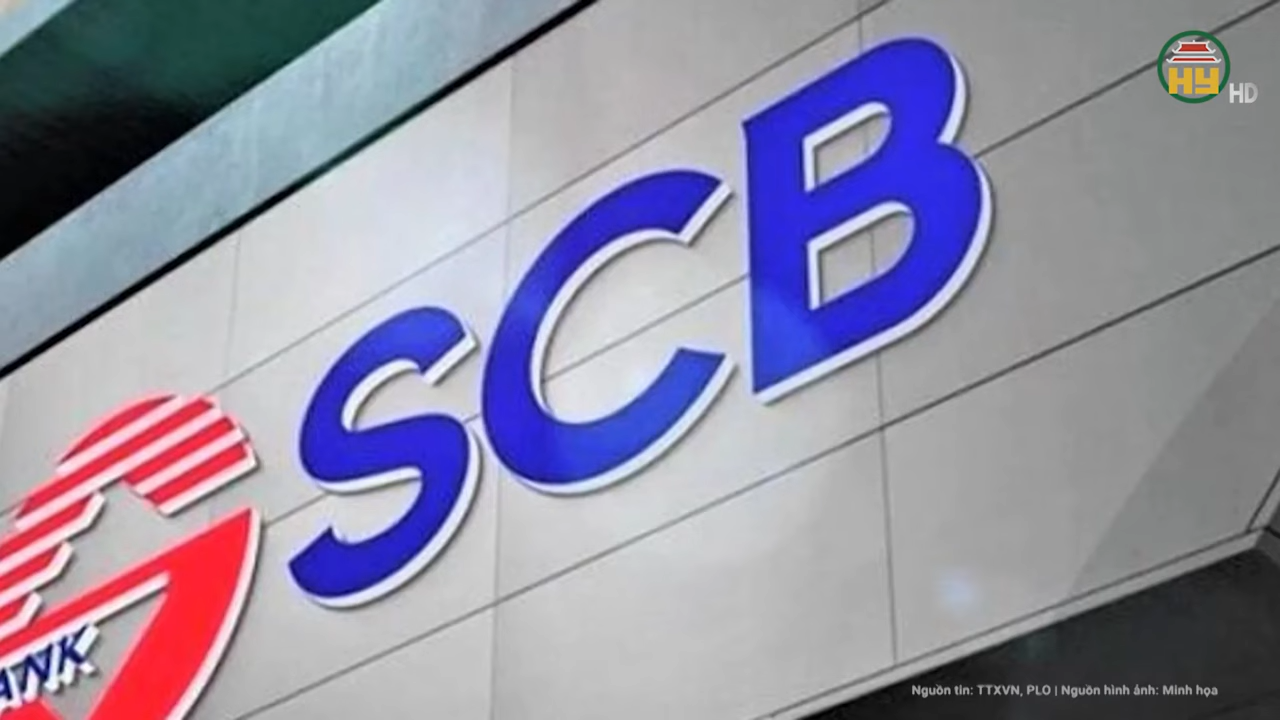 HY
HD
SCB
ANK
Nguồn tin: TTXVN, PLO | Nguồn hình ảnh: Minh họa